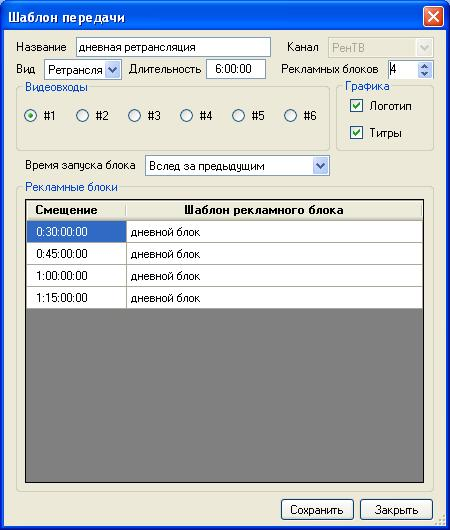 Шаблон передачи
Название дневная ретрансляция Канал РенТВ
Вид Ретрансля Длительность 6:00:00 Рекламных блоков 4
Видеовходы Графика
#1 #2 #3 #4 #5 #6 Логотип
Титры
Время запуска блока Вслед за предыдущим
Рекламные блоки
Смещение Шаблон рекламного блока
0:30:00:00 дневной блок
0:45:00:00 дневной блок
1:00:00:00 дневной блок
1:15:00:00 дневной блок
Сохранить Закрыть